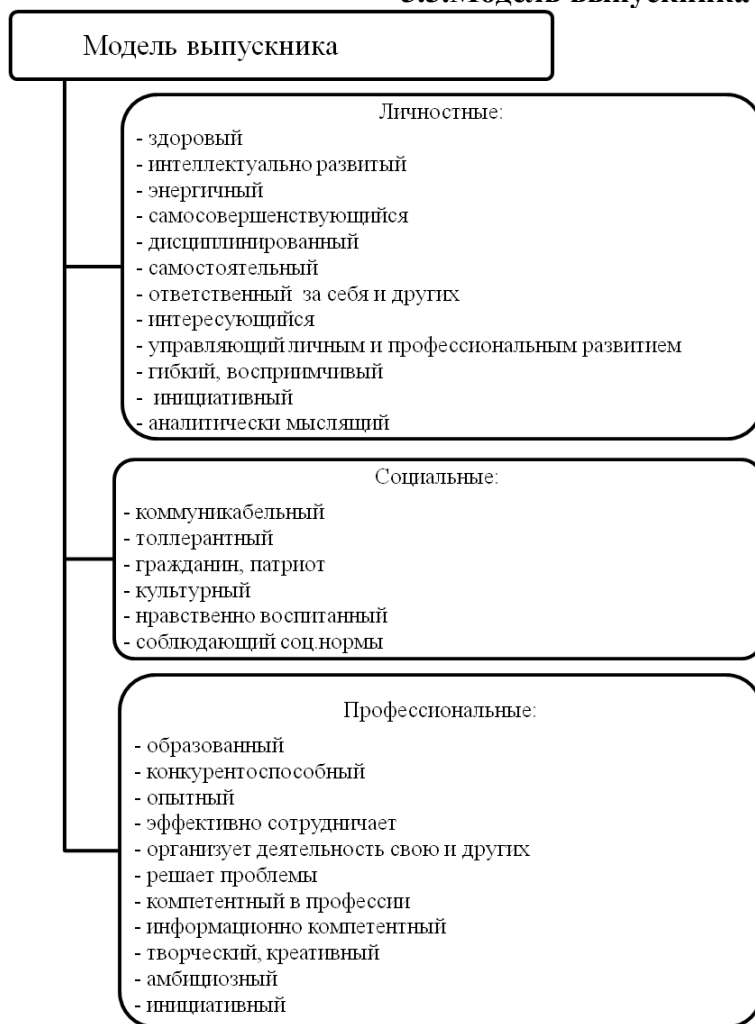 Модель выпускника
Модель выпускника
Личностные:
- здоровый
- интеллектуально развитый
- энергичный
- самосовершенствующийся
- дисциплинированный
- самостоятельный
- ответственный за себя и других
- интересующийся
- управляющий личным и профессиональным развитием
- гибкий, восприимчивый
- инициативный
- аналитически мыслящий
Социальные:
- коммуникабельный
- толлерантный
- гражданин, патриот
- культурный
- нравственно воспитанный
- соблюдающий соц.нормы
Профессиональные:
- образованный
- конкурентоспособный
- опытный
- эффективно сотрудничает
- организует деятельность свою и других
- решает проблемы
- компетентный в профессии
- информационно компетентный
- творческий, креативный
- амбициозный
- инициативный